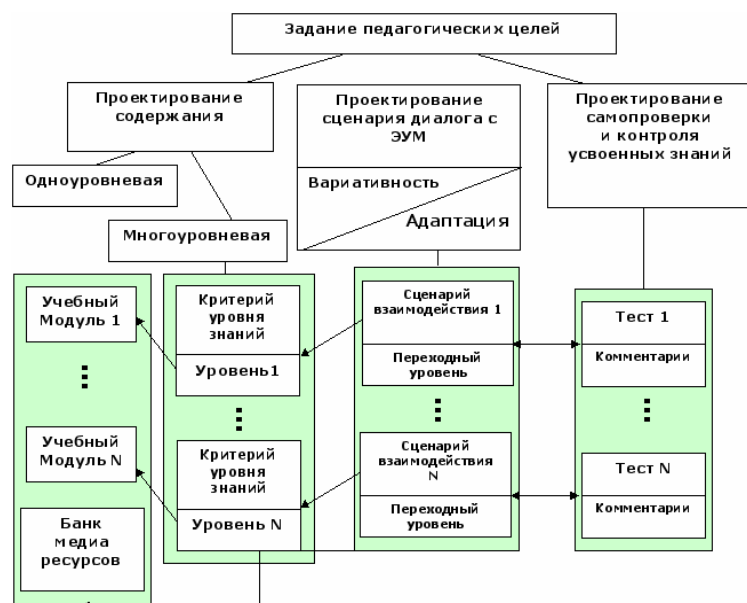 Задание педагогических целей
Проектирование
содержания
Проектирование
сценария диалога с
ЭУМ
Проектирование
самопроверки
и контроля
усвоенных знаний
Одноуровневая
Вариативность
Адаптация
Многоуровневая
Учебный
Модуль 1
Критерий
уровня
знаний
Уровень1
Сценарий
взаимодействия 1
Переходный
уровень
Тест 1
Комментарии
Учебный
Модуль N
Критерий
уровня
знаний
Уровень N
Сценарий
взаимодействия
N
Переходный
уровень
Тест N
Комментарии
Банк
медиа
ресурсов